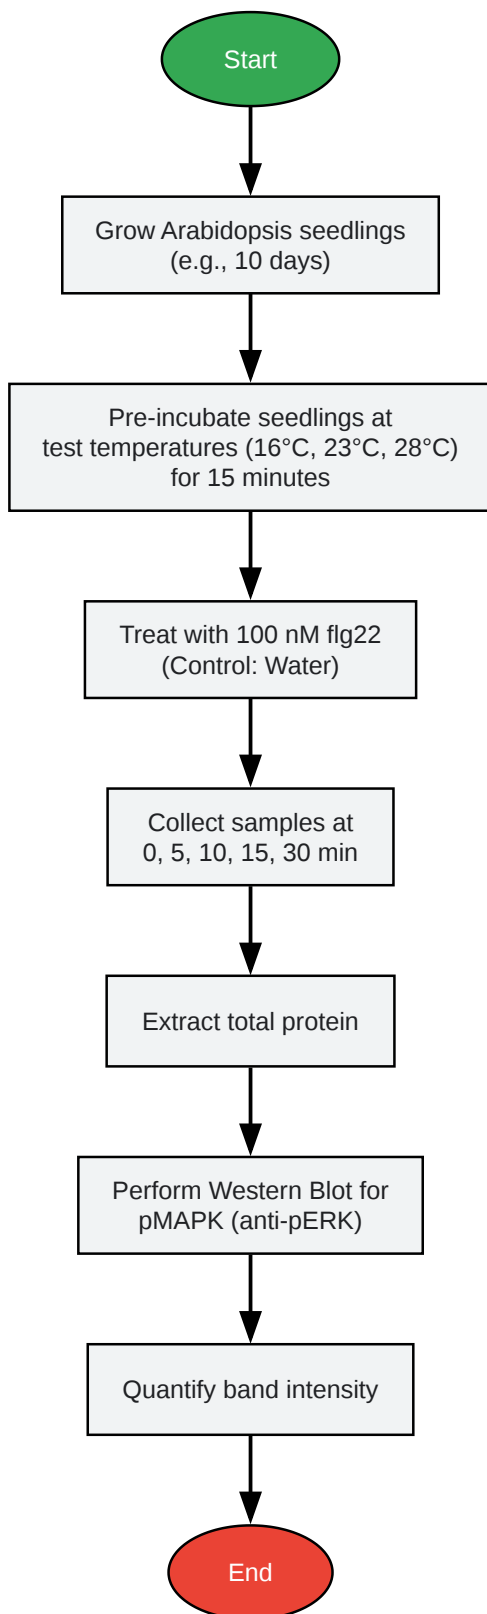 Start
Grow Arabidopsis seedlings
(e.g., 10 days)
Pre-incubate seedlings at
test temperatures (16°C, 23°C, 28°C)
for 15 minutes
Treat with 100 nM flg22
(Control: Water)
Collect samples at
0, 5, 10, 15, 30 min
Extract total protein
Perform Western Blot for
pMAPK (anti-pERK)
Quantify band intensity
End